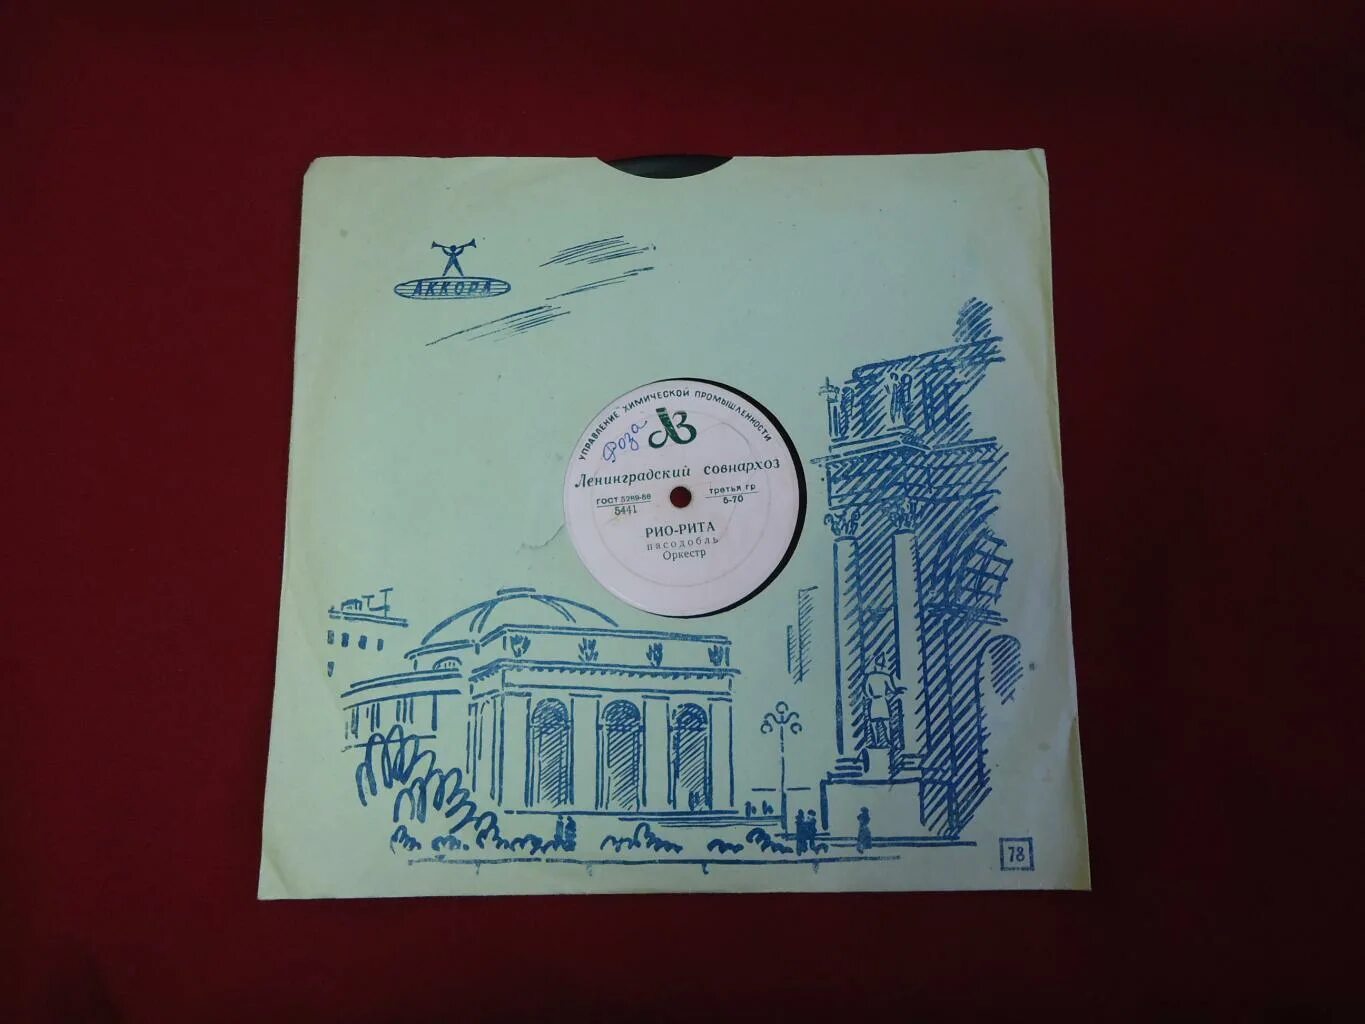 АККОРД
УПРАВЛЕНИЕ ХИМИЧЕСКОЙ ПРОМЫШЛЕННОСТИ
Роза
ЛЗ
Ленинградский совнархоз
ГОСТ 5289-56 третья гр
5441 5-70
РИО-РИТА
пасодобль
Оркестр
78